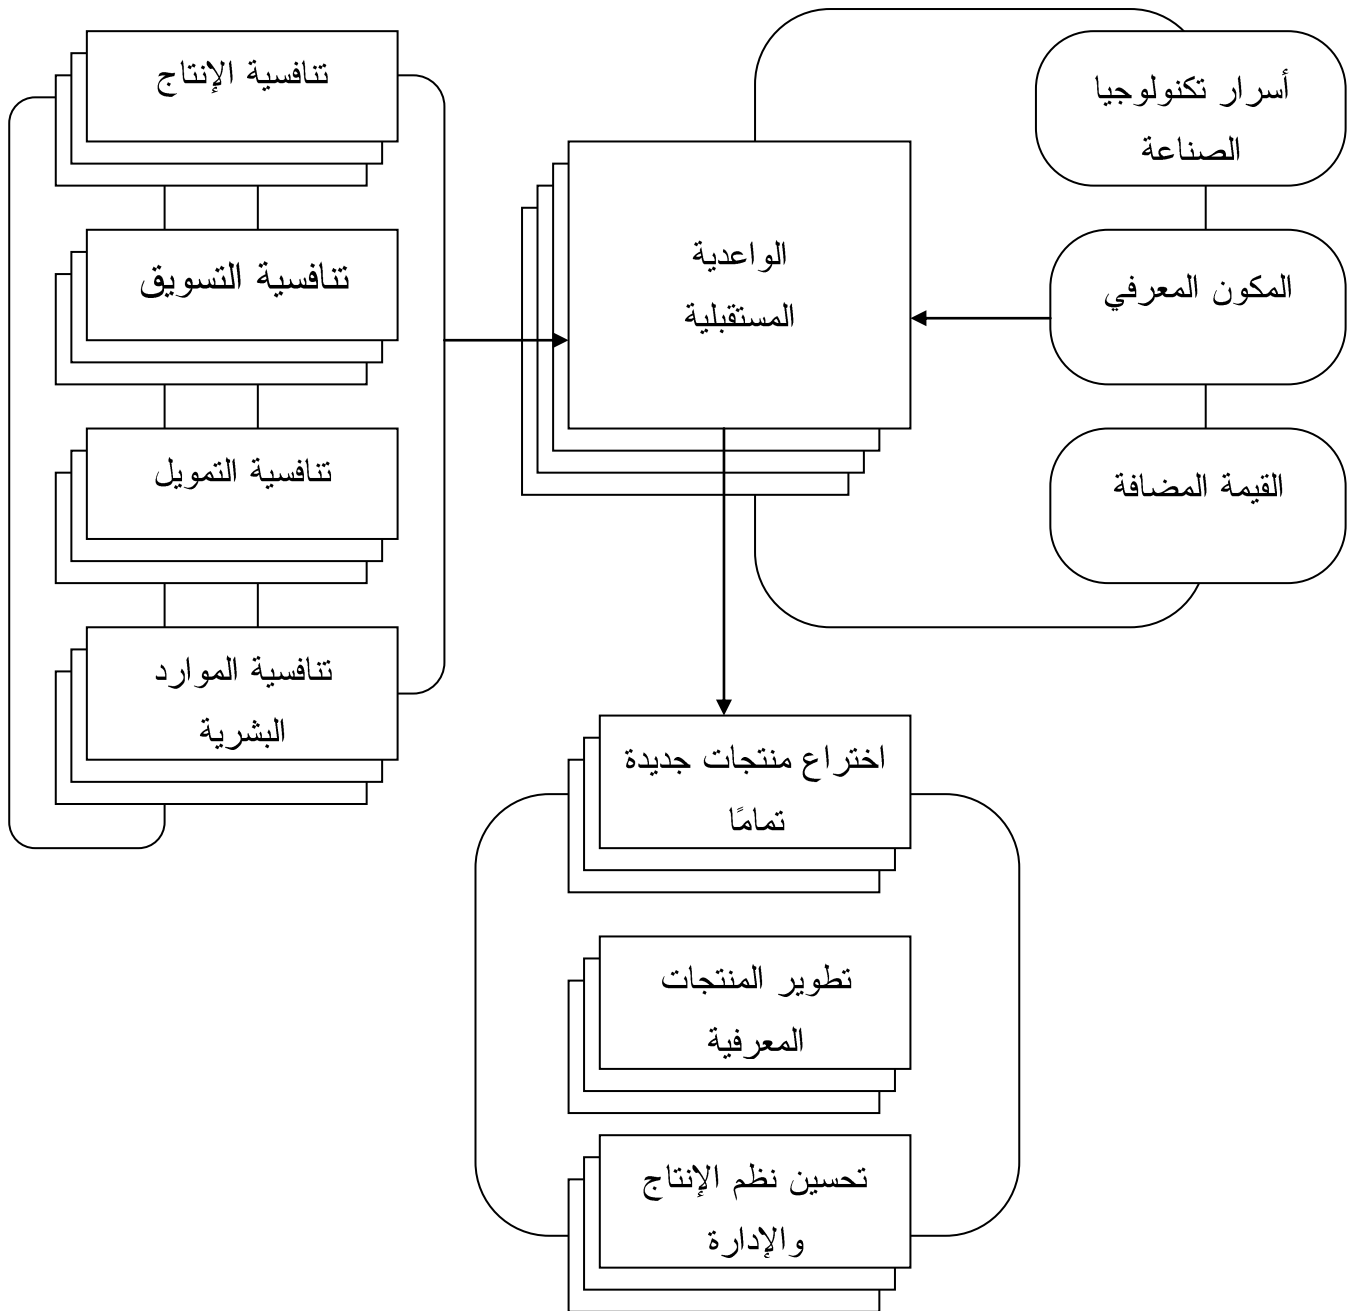 أسرار تكنولوجيا
الصناعة
المكون المعرفي
القيمة المضافة
الواعدية
المستقبلية
تنافسية الإنتاج
تنافسية التسويق
تنافسية التمويل
تنافسية الموارد
البشرية
اختراع منتجات جديدة
تمامًا
تطوير المنتجات
المعرفية
تحسين نظم الإنتاج
والإدارة